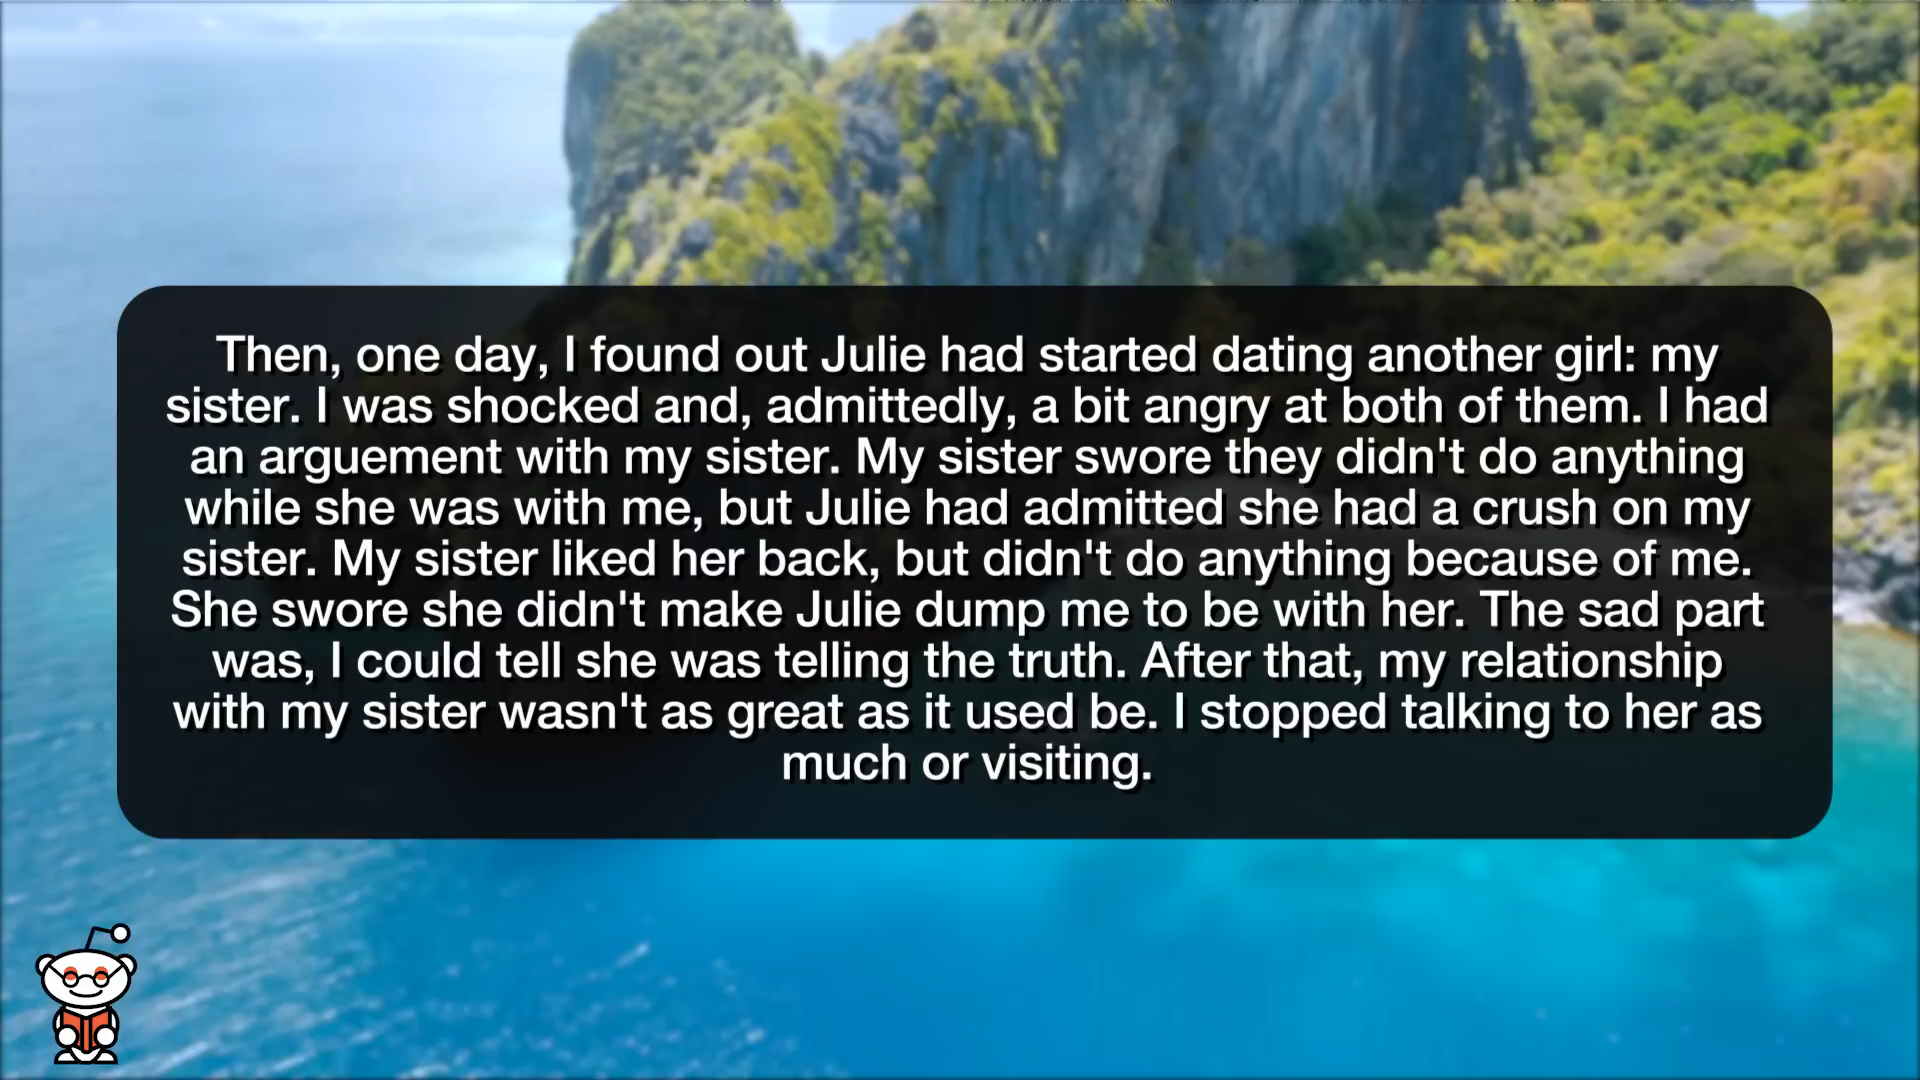 Then, one day, I found out Julie had started dating another girl: my
sister. I was shocked and, admittedly, a bit angry at both of them. I had
an arguement with my sister. My sister swore they didn't do anything
while she was with me, but Julie had admitted she had a crush on my
sister. My sister liked her back, but didn't do anything because of me.
She swore she didn't make Julie dump me to be with her. The sad part
was, I could tell she was telling the truth. After that, my relationship
with my sister wasn't as great as it used be. I stopped talking to her as
much or visiting.